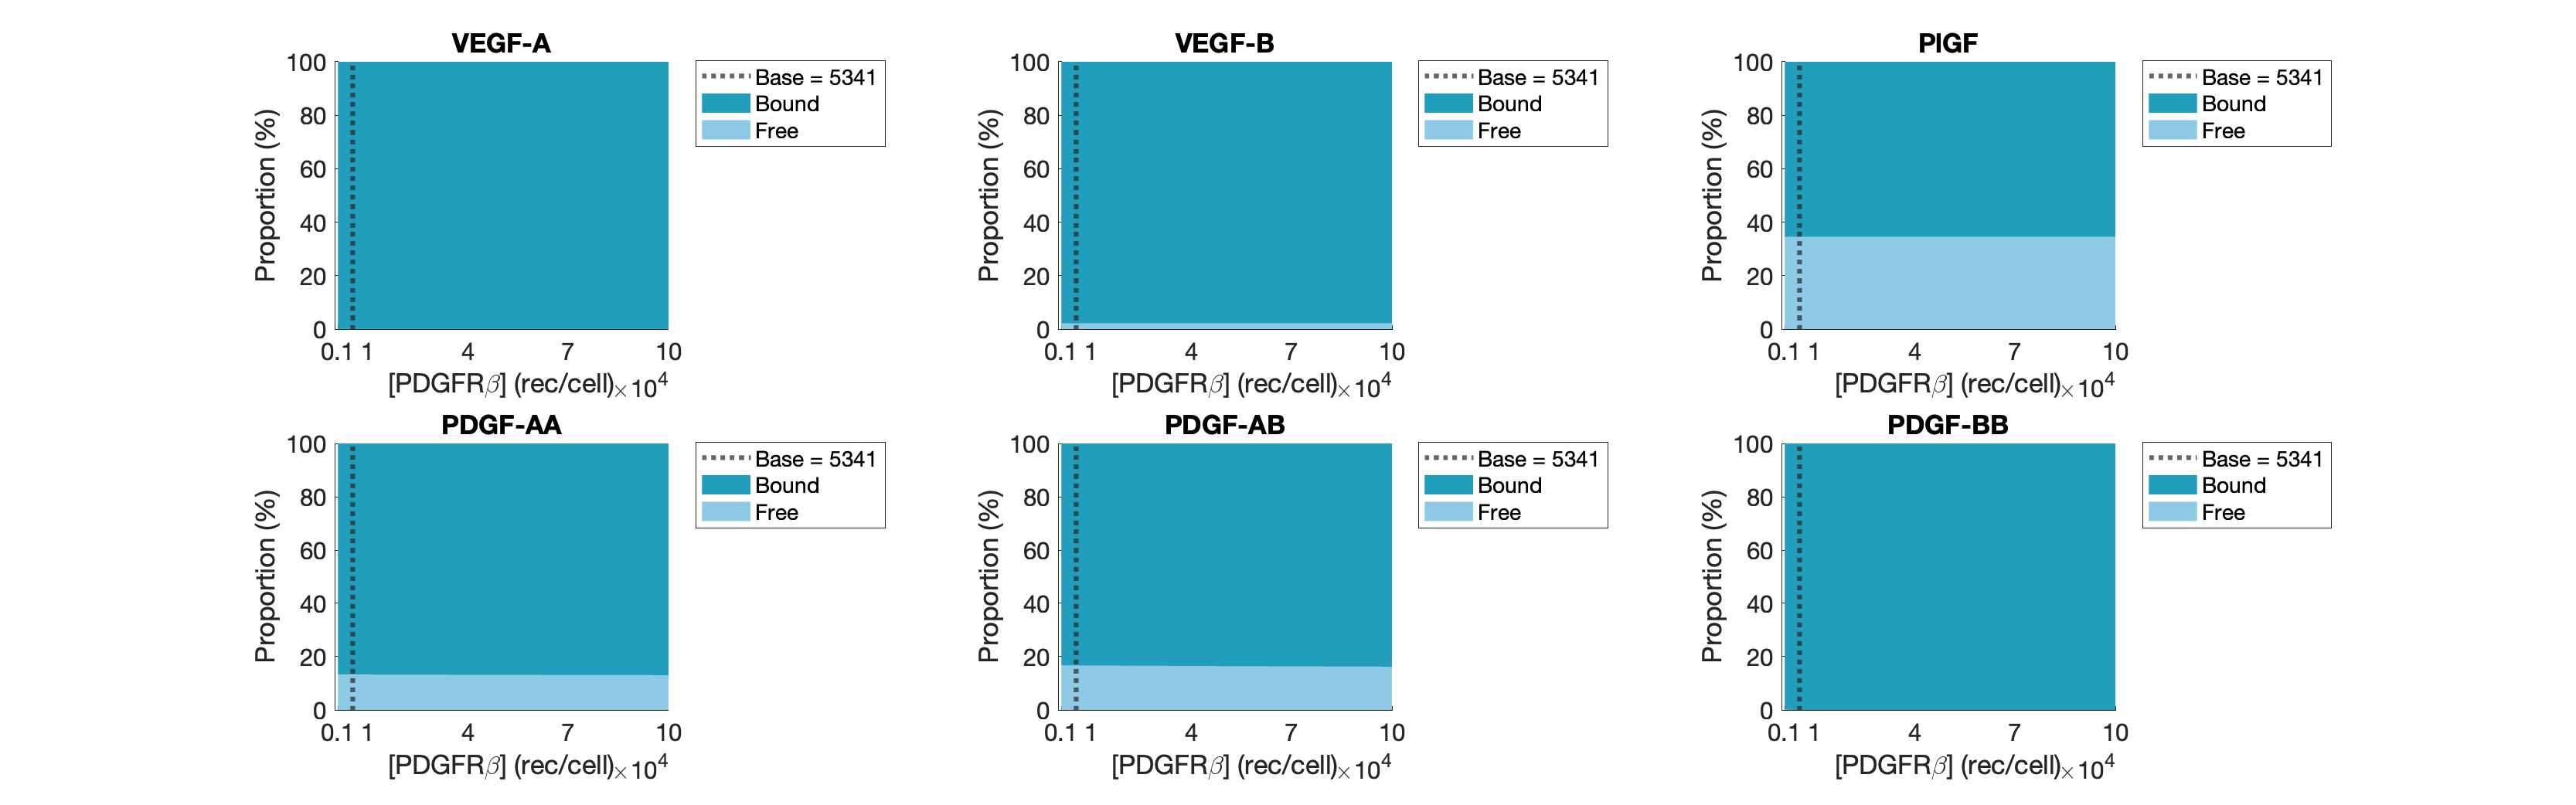 VEGF-A
100
80
60
40
20
0
Proportion (%)
0.1 1 4 7 10
[PDGFRβ] (rec/cell)×10⁴
Base = 5341
Bound
Free
VEGF-B
100
80
60
40
20
0
Proportion (%)
0.1 1 4 7 10
[PDGFRβ] (rec/cell)×10⁴
Base = 5341
Bound
Free
PlGF
100
80
60
40
20
0
Proportion (%)
0.1 1 4 7 10
[PDGFRβ] (rec/cell)×10⁴
Base = 5341
Bound
Free
PDGF-AA
100
80
60
40
20
0
Proportion (%)
0.1 1 4 7 10
[PDGFRβ] (rec/cell)×10⁴
Base = 5341
Bound
Free
PDGF-AB
100
80
60
40
20
0
Proportion (%)
0.1 1 4 7 10
[PDGFRβ] (rec/cell)×10⁴
Base = 5341
Bound
Free
PDGF-BB
100
80
60
40
20
0
Proportion (%)
0.1 1 4 7 10
[PDGFRβ] (rec/cell)×10⁴
Base = 5341
Bound
Free